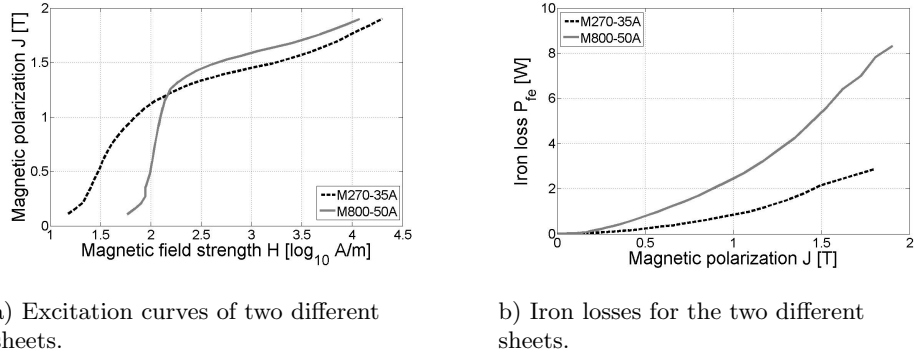 2
1.5
1
0.5
0
1 1.5 2 2.5 3 3.5 4 4.5
Magnetic polarization J [T]
Magnetic field strength H [log10 A/m]
M270-35A
M800-50A
10
8
6
4
2
0
0 0.5 1 1.5 2
Iron loss Pfe [W]
Magnetic polarization J [T]
M270-35A
M800-50A
) Excitation curves of two different
sheets.
b) Iron losses for the two different
sheets.